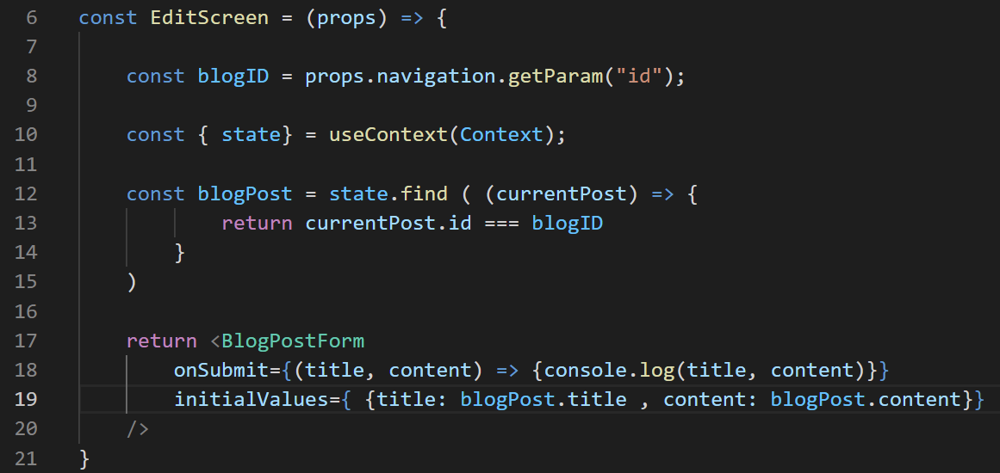 6 const EditScreen = (props) => {
7
8 const blogID = props.navigation.getParam("id");
9
10 const { state} = useContext(Context);
11
12 const blogPost = state.find ( (currentPost) => {
13 return currentPost.id === blogID
14 }
15 )
16
17 return <BlogPostForm
18 onSubmit={(title, content) => {console.log(title, content)}}
19 initialValues={ {title: blogPost.title , content: blogPost.content}}
20 />
21 }